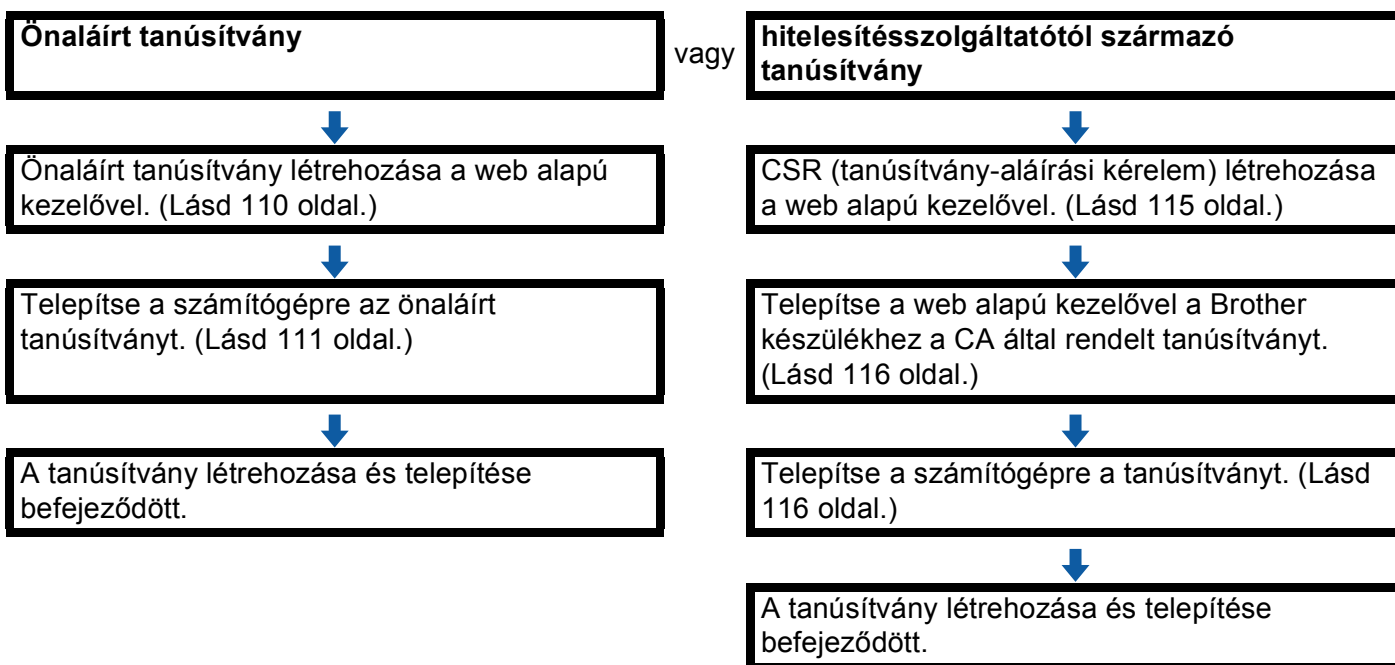 Önaláírt tanúsítvány
vagy
hitelesítésszolgáltatótól származó
tanúsítvány
Önaláírt tanúsítvány létrehozása a web alapú
kezelővel. (Lásd 110 oldal.)
CSR (tanúsítvány-aláírási kérelem) létrehozása
a web alapú kezelővel. (Lásd 115 oldal.)
Telepítse a számítógépre az önaláírt
tanúsítványt. (Lásd 111 oldal.)
Telepítse a web alapú kezelővel a Brother
készülékhez a CA által rendelt tanúsítványt.
(Lásd 116 oldal.)
A tanúsítvány létrehozása és telepítése
befejeződött.
Telepítse a számítógépre a tanúsítványt. (Lásd
116 oldal.)
A tanúsítvány létrehozása és telepítése
befejeződött.